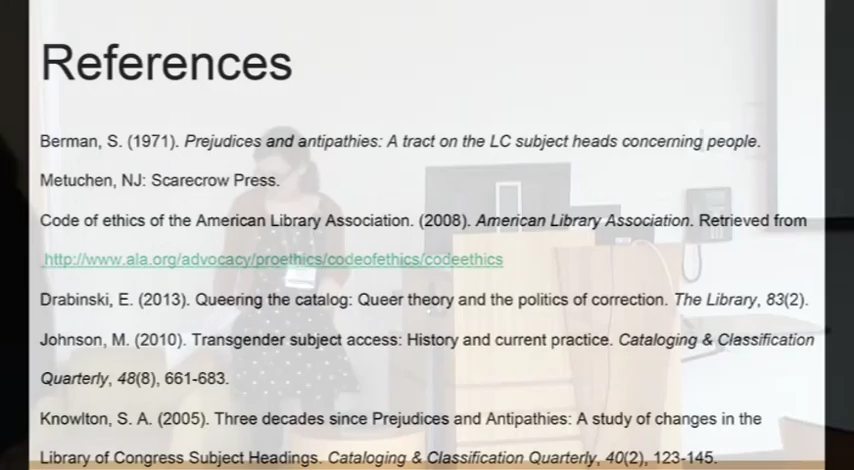 References
Berman, S. (1971). Prejudices and antipathies: A tract on the LC subject heads concerning people.
Metuchen, NJ: Scarecrow Press.
Code of ethics of the American Library Association. (2008). American Library Association. Retrieved from
http://www.ala.org/advocacy/proethics/codeofethics/codeethics
Drabinski, E. (2013). Queering the catalog: Queer theory and the politics of correction. The Library, 83(2).
Johnson, M. (2010). Transgender subject access: History and current practice. Cataloging & Classification
Quarterly, 48(8), 661-683.
Knowlton, S. A. (2005). Three decades since Prejudices and Antipathies: A study of changes in the
Library of Congress Subject Headings. Cataloging & Classification Quarterly, 40(2), 123-145.